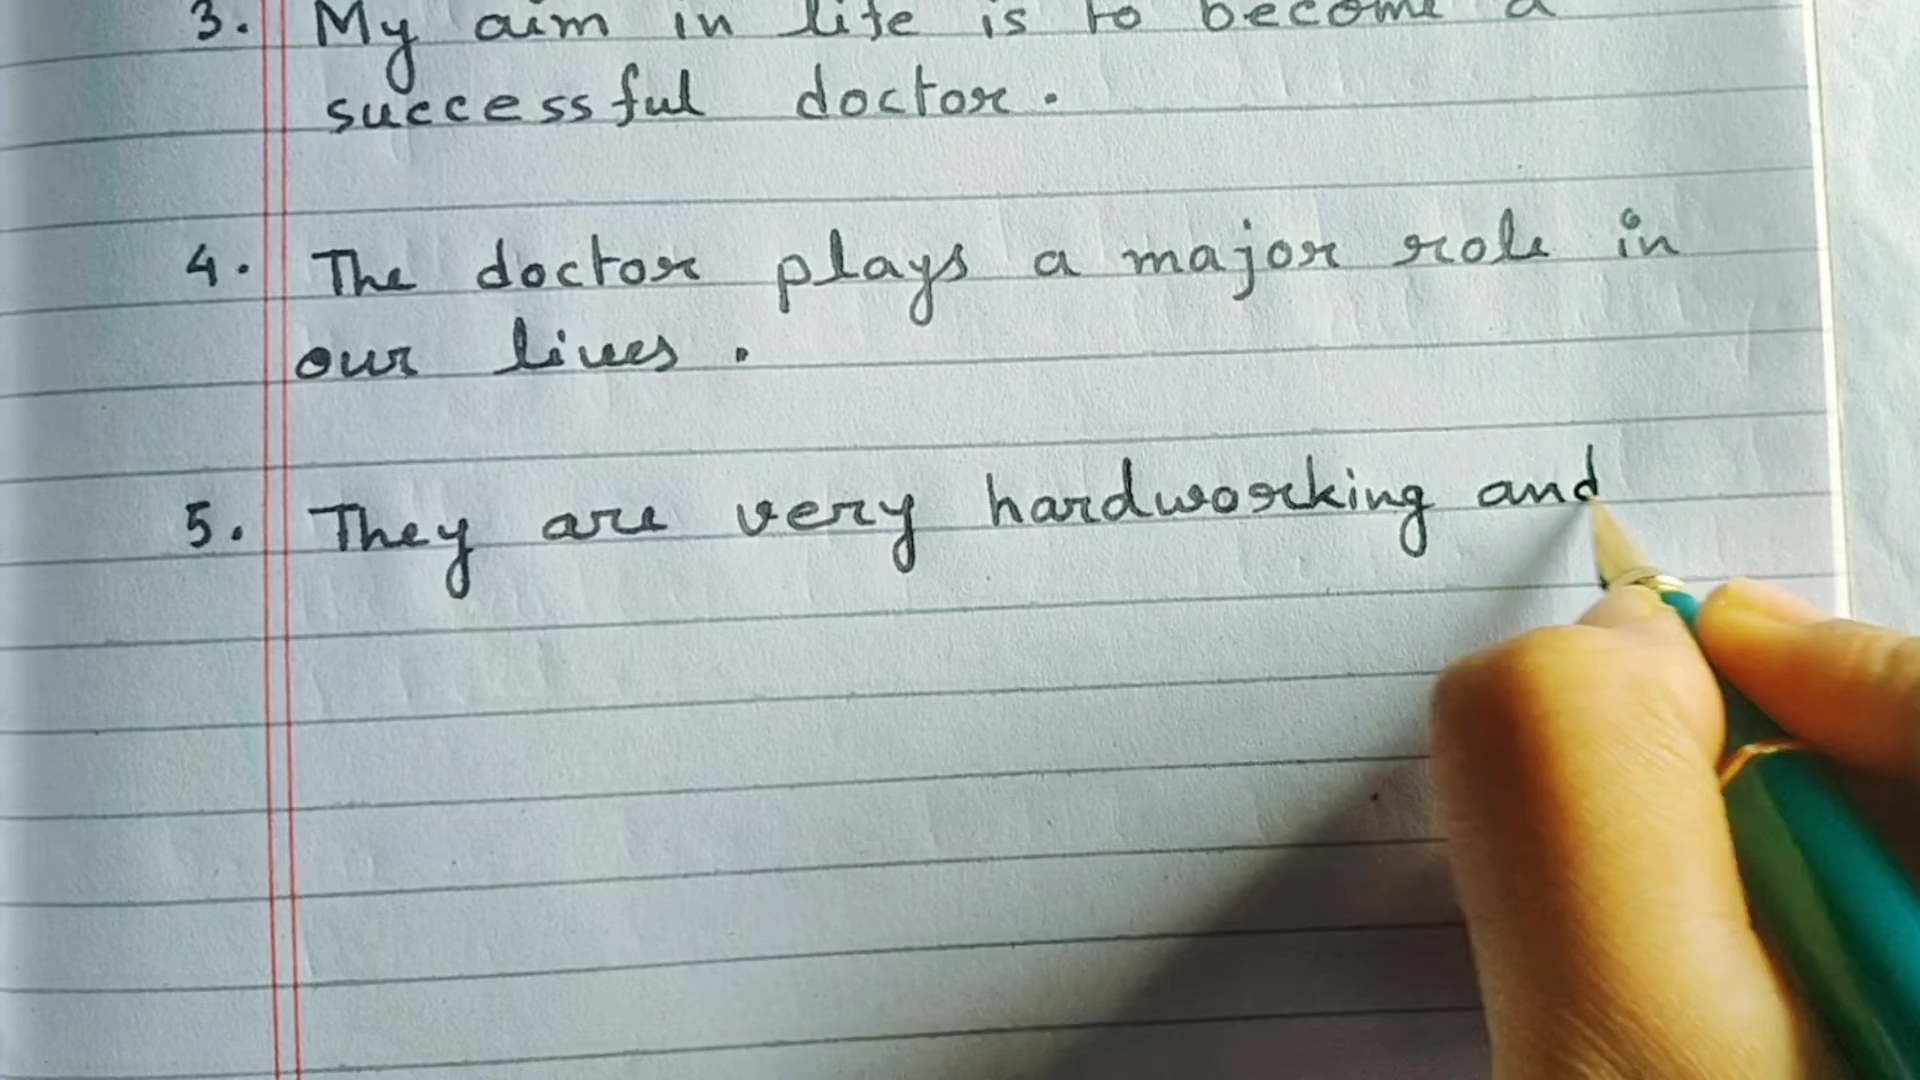 3. My aim in life is to become a
successful doctor.
4. The doctor plays a major role in
our lives.
5. They are very hardworking and